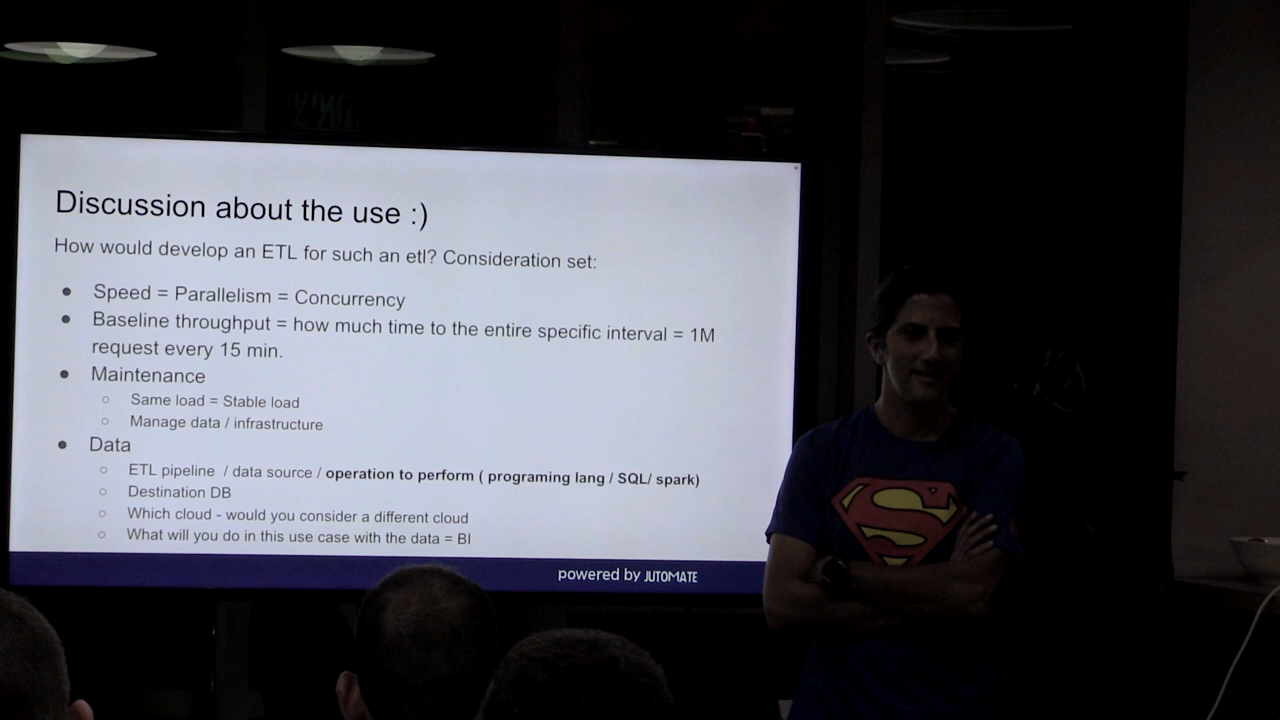 Discussion about the use :)
How would develop an ETL for such an etl? Consideration set:
Speed = Parallelism = Concurrency
Baseline throughput = how much time to the entire specific interval = 1M
request every 15 min.
Maintenance
Same load = Stable load
Manage data / infrastructure
Data
ETL pipeline / data source / operation to perform ( programing lang / SQL/ spark)
Destination DB
Which cloud - would you consider a different cloud
What will you do in this use case with the data = BI
powered by JUTOMATE
S